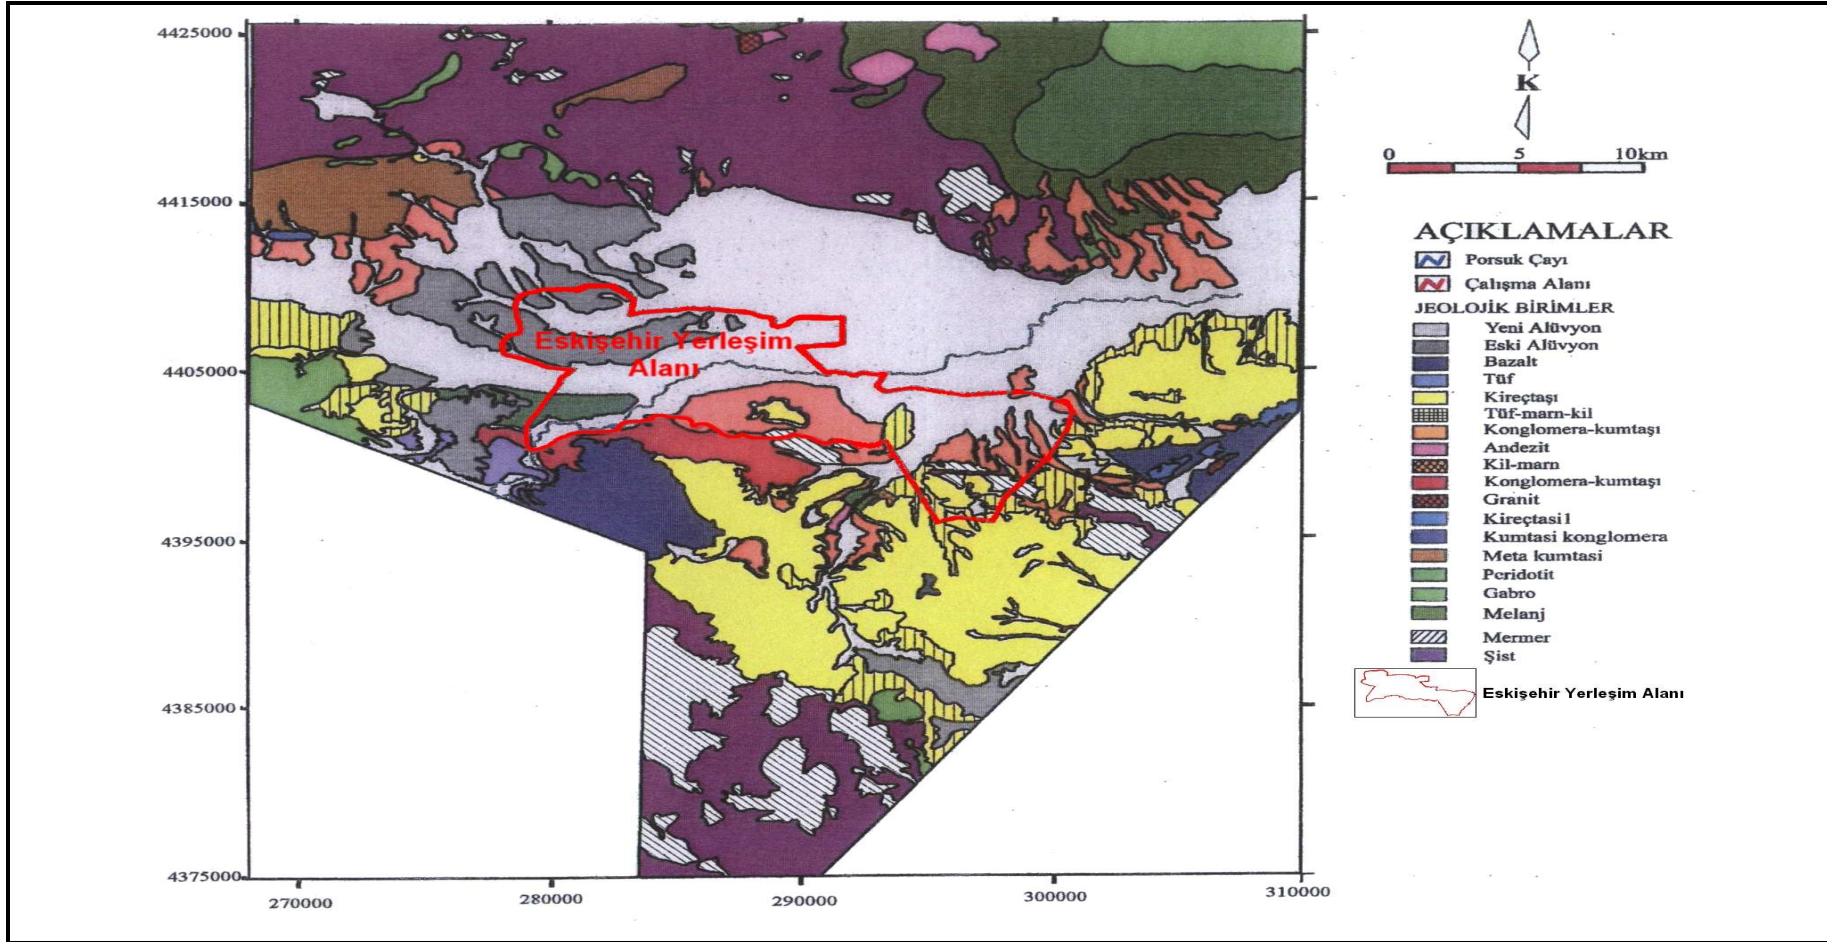 4425000
4415000
4405000
4395000
4385000
4375000
270000
280000
290000
300000
310000
Eskişehir Yerleşim
Alanı
K
0 5 10km
AÇIKLAMALAR
Porsuk Çayı
Çalışma Alanı
JEOLOJİK BİRİMLER
Yeni Alüvyon
Eski Alüvyon
Bazalt
Tüf
Kireçtaşı
Tüf-marn-kil
Konglomera-kumtaşı
Andezit
Kil-marn
Konglomera-kumtaşı
Granit
Kireçtasi1
Kumtasi konglomera
Meta kumtasi
Peridotit
Gabro
Melanj
Mermer
Şist
Eskişehir Yerleşim Alanı